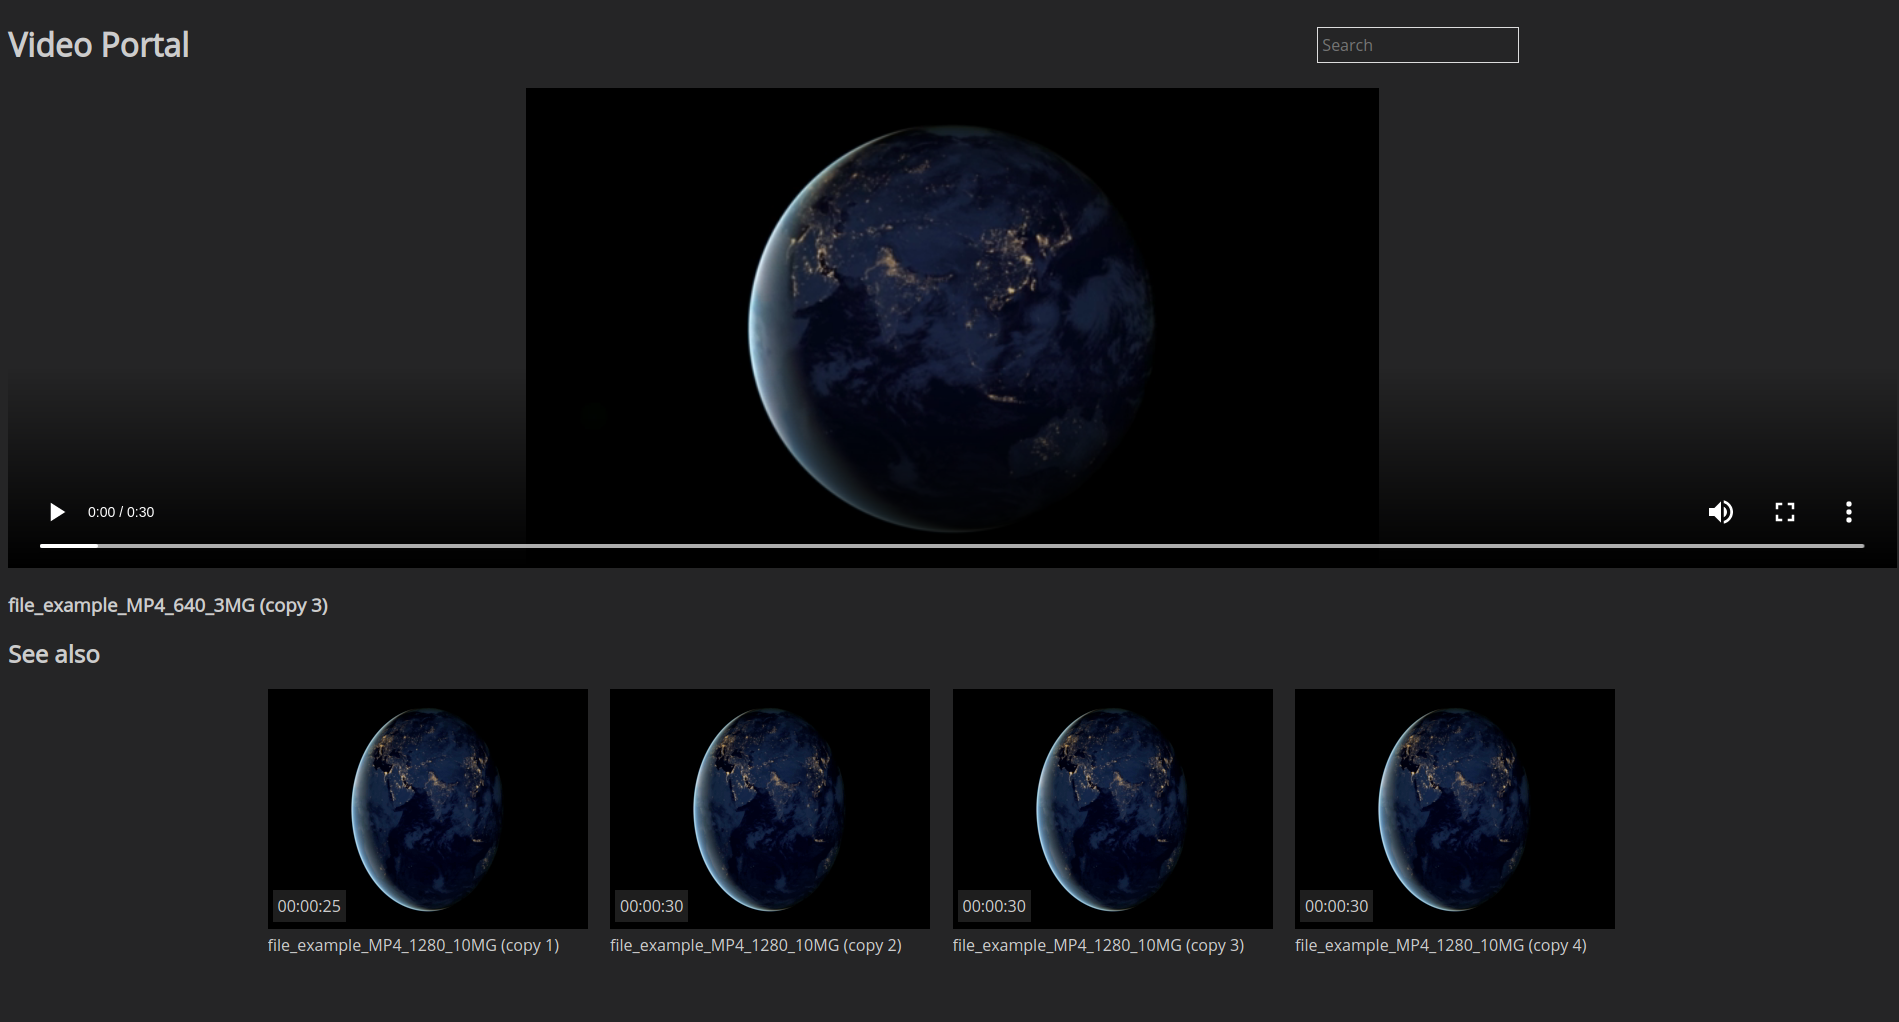 Video Portal
Search
0:00 / 0:30
file_example_MP4_640_3MG (copy 3)
See also
00:00:25
00:00:30
00:00:30
00:00:30
file_example_MP4_1280_10MG (copy 1)
file_example_MP4_1280_10MG (copy 2)
file_example_MP4_1280_10MG (copy 3)
file_example_MP4_1280_10MG (copy 4)